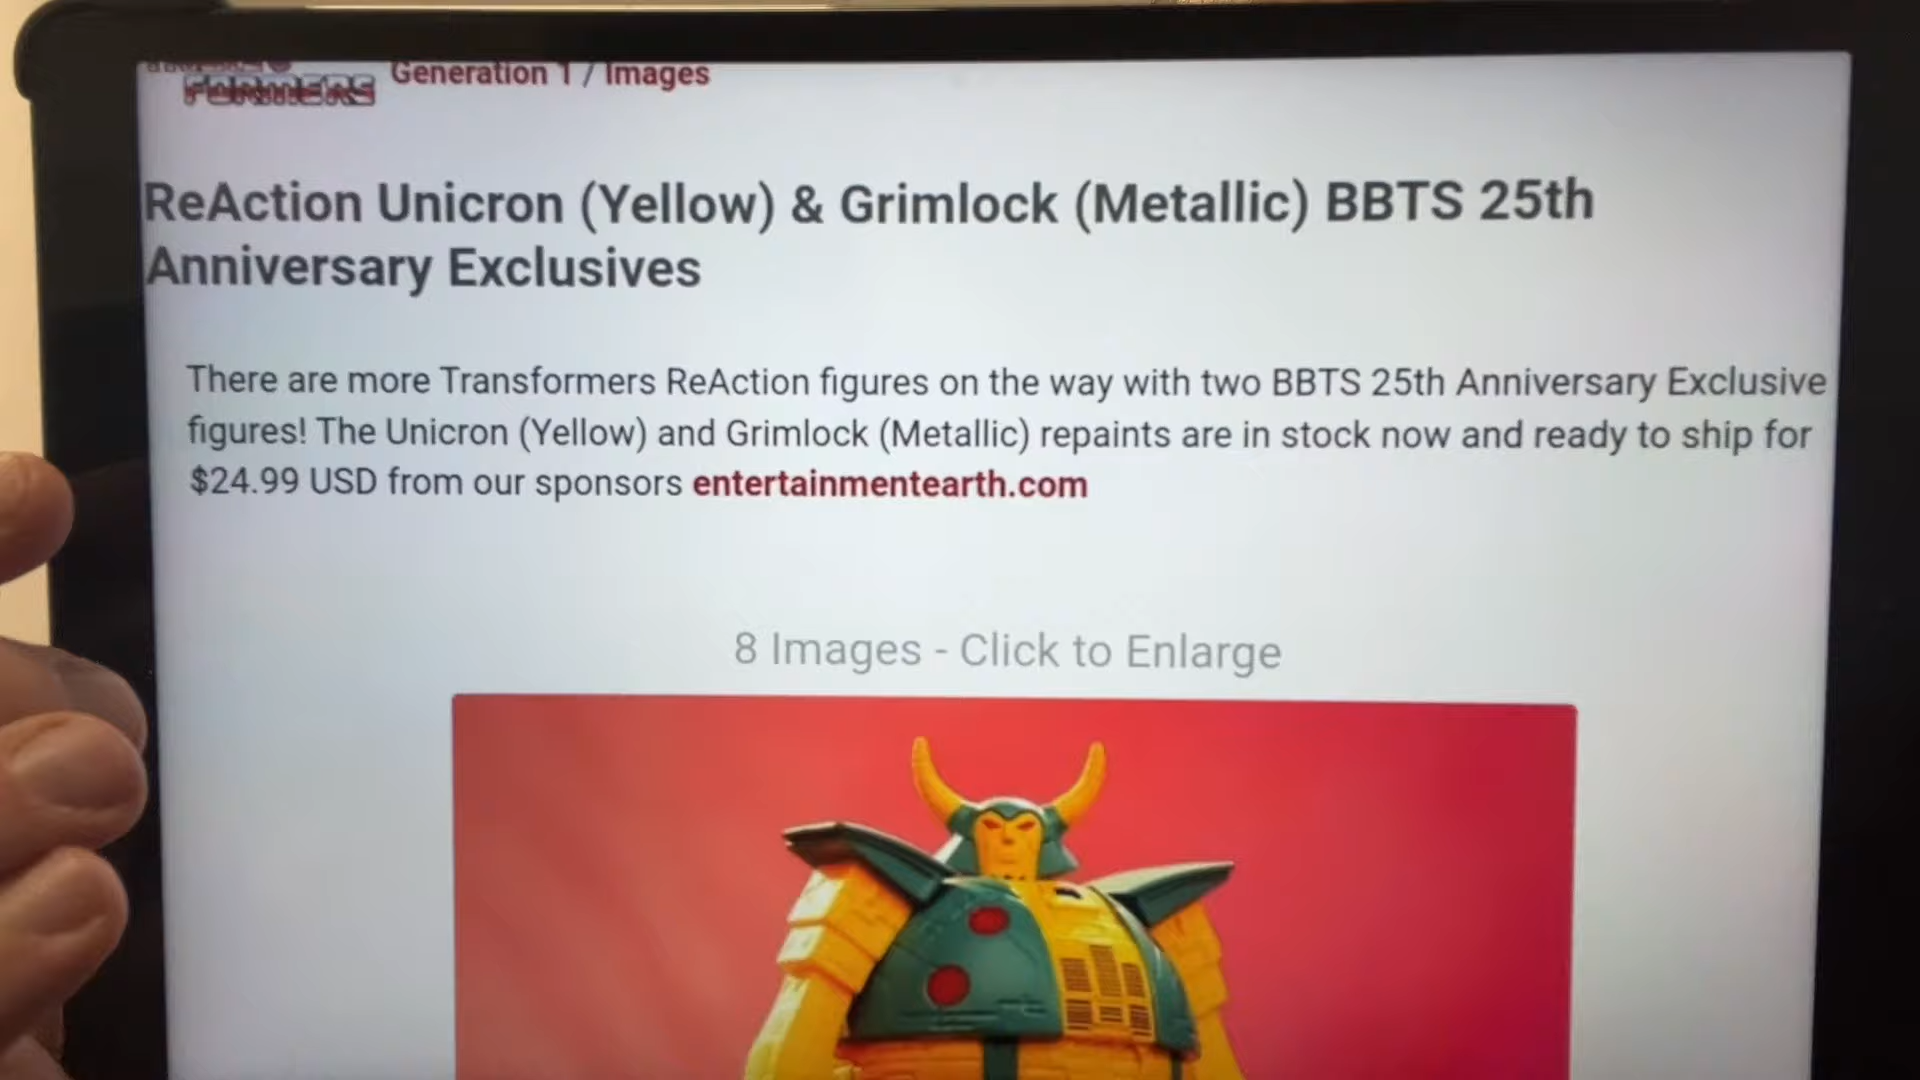 FORMERS
Generation 1 / Images
ReAction Unicron (Yellow) & Grimlock (Metallic) BBTS 25th
Anniversary Exclusives
There are more Transformers ReAction figures on the way with two BBTS 25th Anniversary Exclusive
figures! The Unicron (Yellow) and Grimlock (Metallic) repaints are in stock now and ready to ship for
$24.99 USD from our sponsors entertainmentearth.com
8 Images - Click to Enlarge